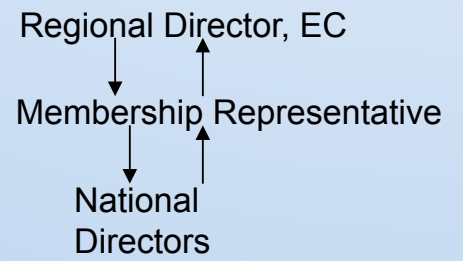 Regional Director, EC
Membership Representative
National
Directors